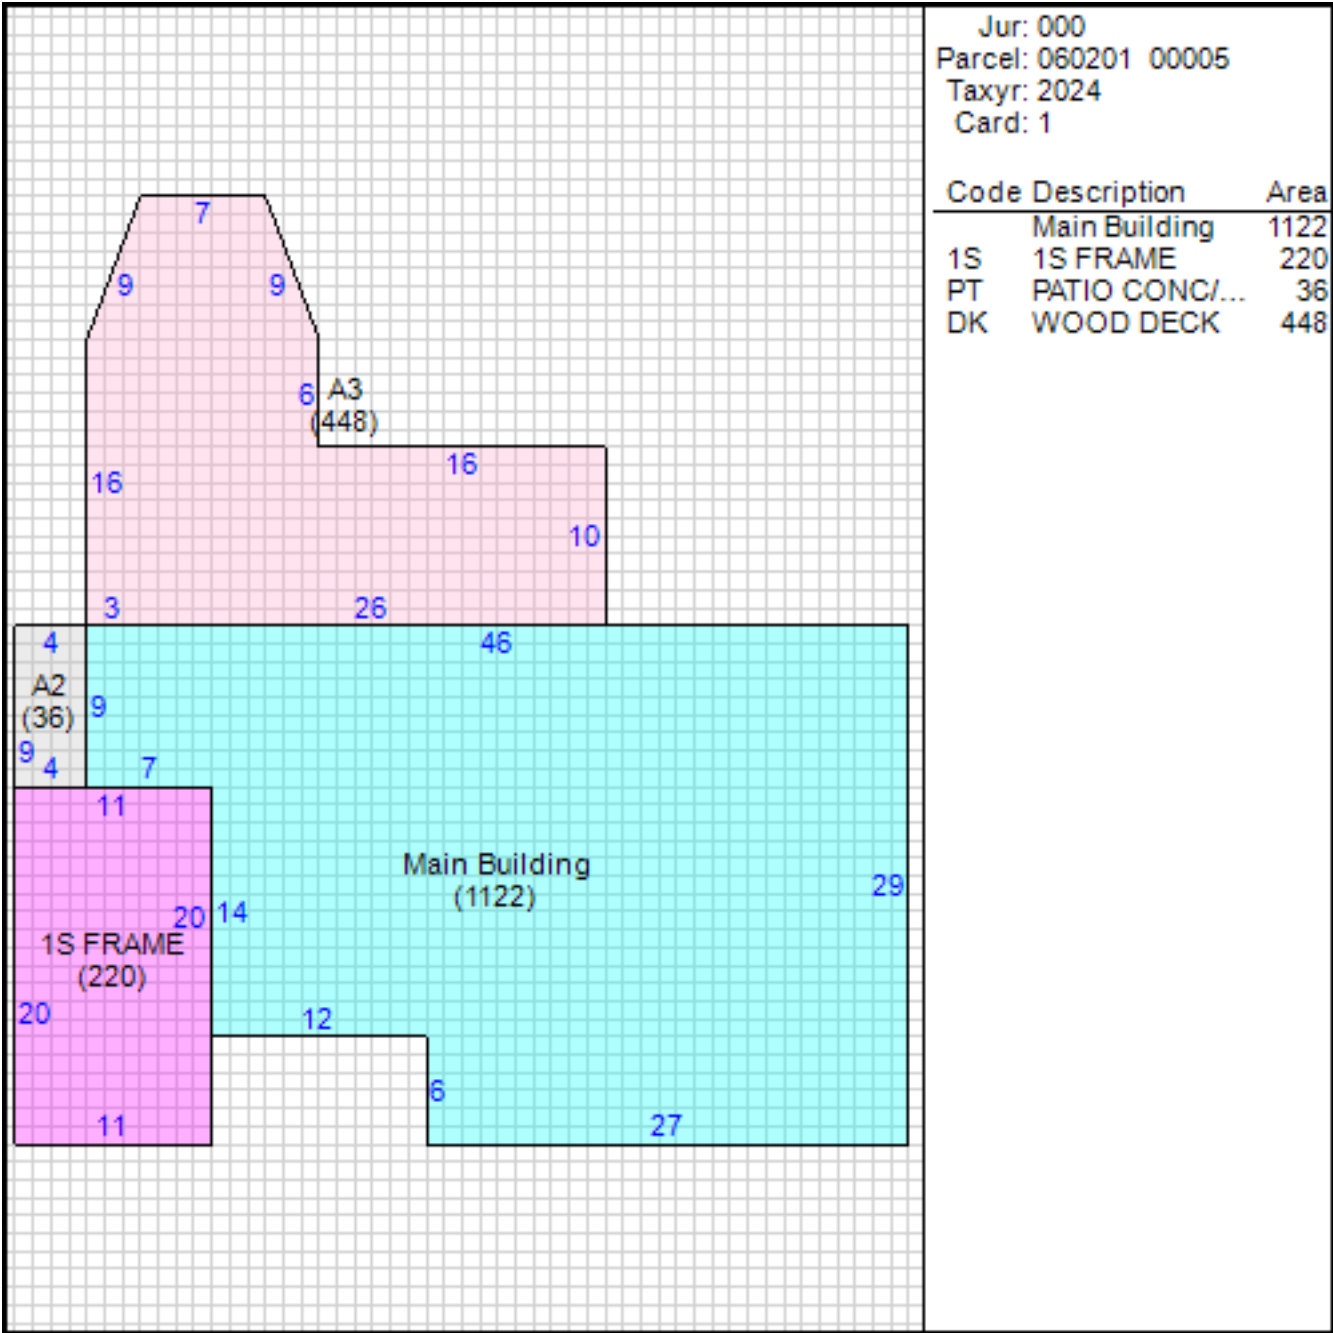 Jur: 000
Parcel: 060201 00005
Taxyr: 2024
Card: 1
Code Description Area
Main Building 1122
1S 1S FRAME 220
PT PATIO CONC/... 36
DK WOOD DECK 448
7
9 9
6 A3
(448)
16
16
10
3 26
4 46
A2
(36) 9
9
4 7
11
Main Building
(1122)
29
20 14
1S FRAME
(220)
20
12
6
11 27